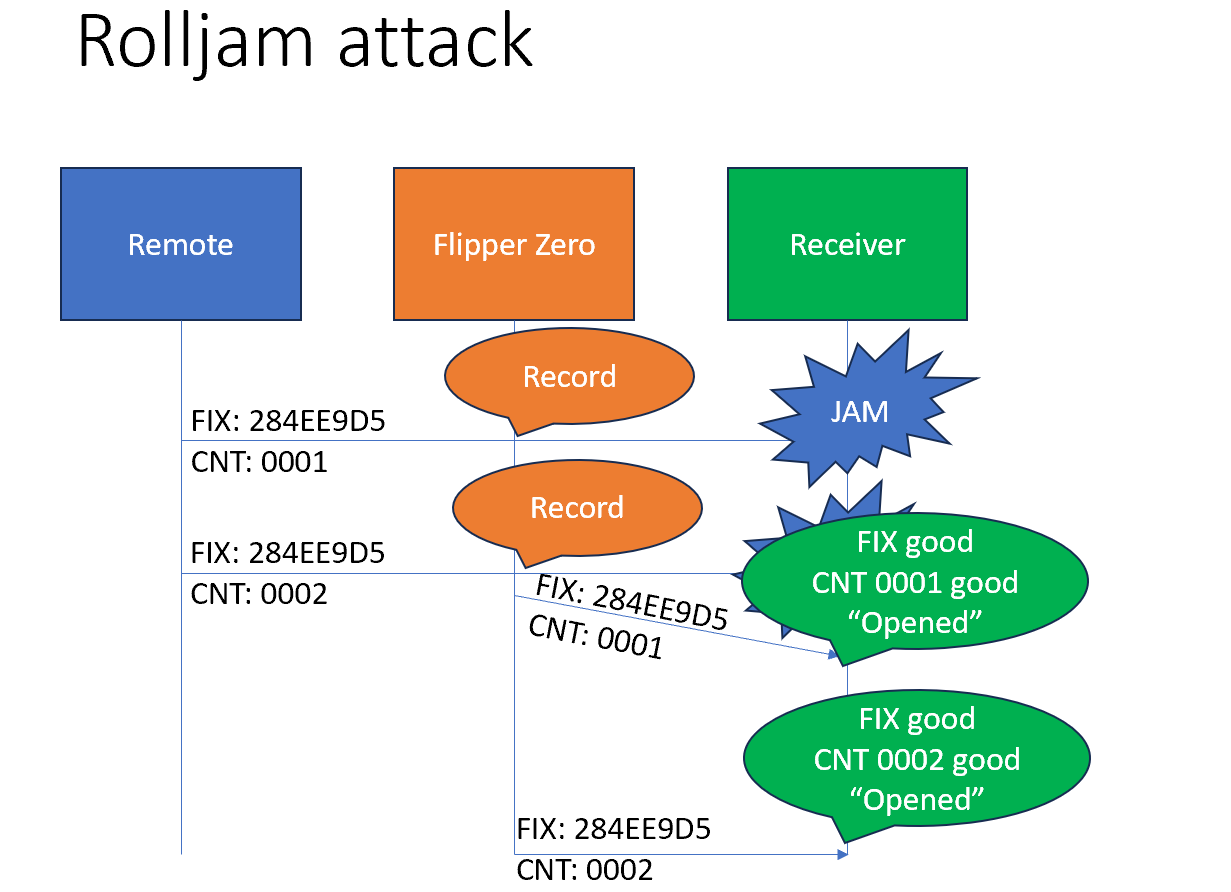 Rolljam attack
Remote
Flipper Zero
Receiver
Record
JAM
FIX: 284EE9D5
CNT: 0001
Record
FIX: 284EE9D5
CNT: 0002
FIX: 284EE9D5
CNT: 0001
FIX good
CNT 0001 good
“Opened”
FIX good
CNT 0002 good
“Opened”
FIX: 284EE9D5
CNT: 0002